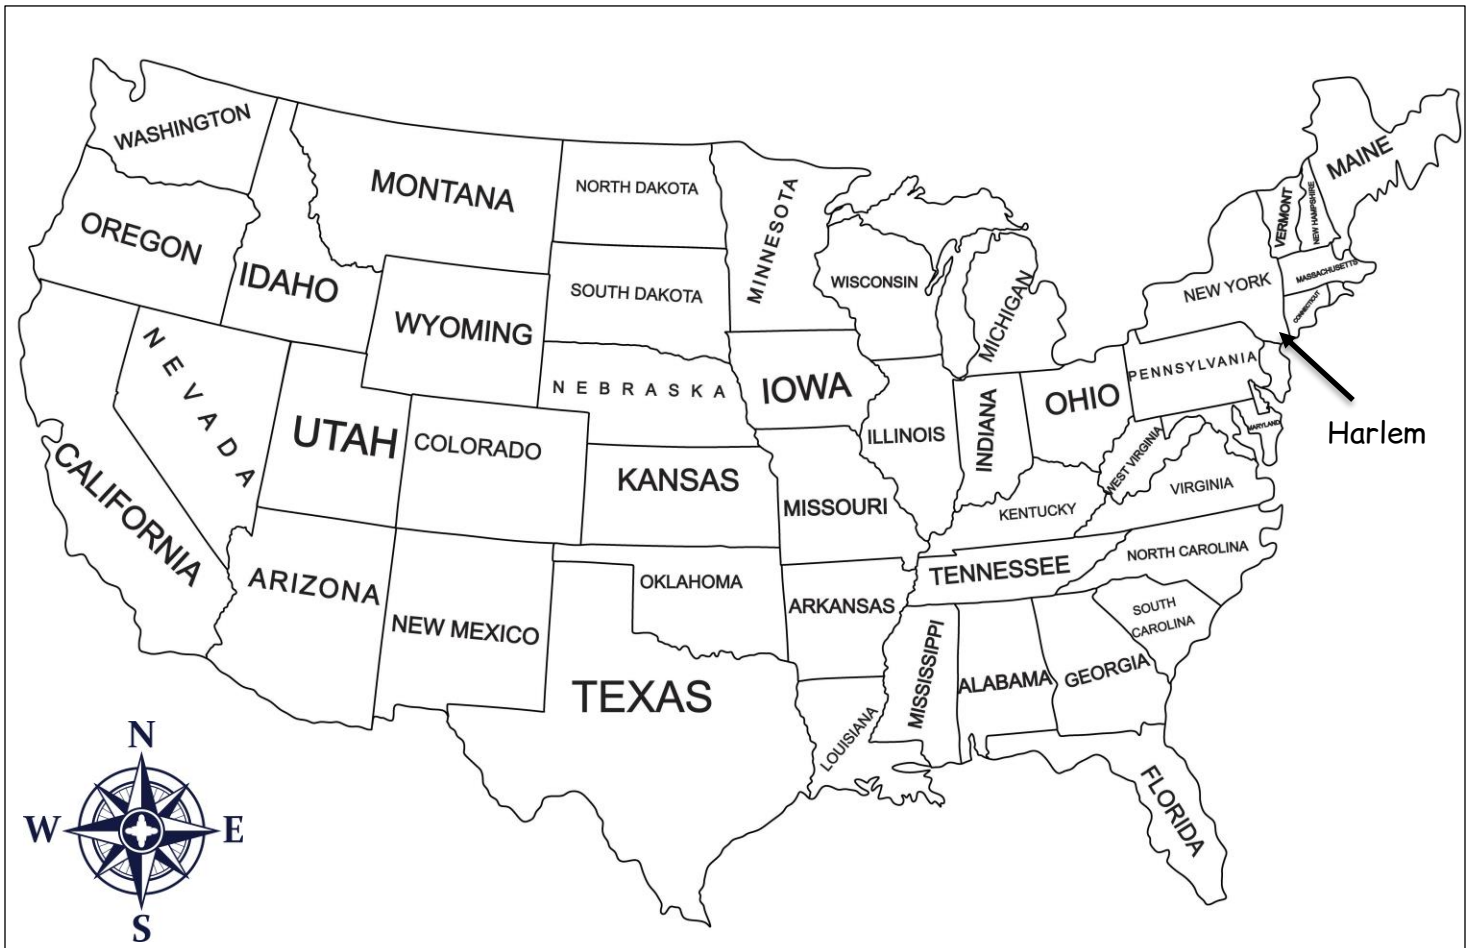 WASHINGTON
MONTANA
NORTH DAKOTA
MINNESOTA
MAINE
VERMONT
NEW HAMPSHIRE
OREGON
IDAHO
WYOMING
SOUTH DAKOTA
WISCONSIN
MICHIGAN
NEW YORK
MASSACHUSETTS
CONNECTICUT
NEVADA
UTAH
COLORADO
NEBRASKA
IOWA
ILLINOIS
INDIANA
OHIO
PENNSYLVANIA
MARYLAND
Harlem
CALIFORNIA
KANSAS
MISSOURI
KENTUCKY
WEST VIRGINIA
VIRGINIA
ARIZONA
NEW MEXICO
OKLAHOMA
ARKANSAS
TENNESSEE
NORTH CAROLINA
SOUTH
CAROLINA
TEXAS
LOUISIANA
MISSISSIPPI
ALABAMA
GEORGIA
FLORIDA
N
W
E
S